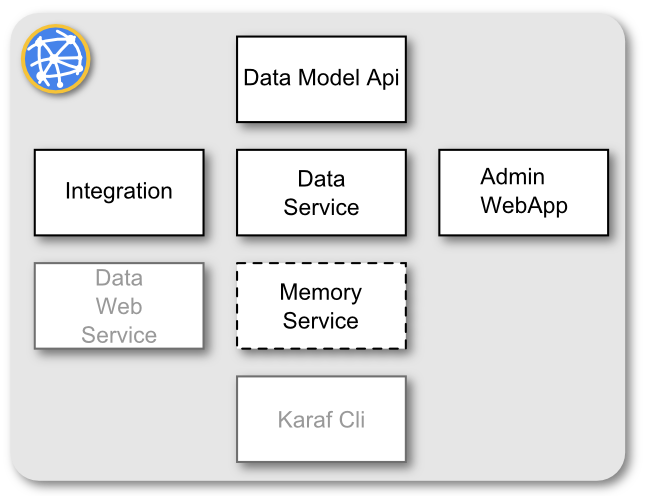 Data Model Api
Integration
Data
Service
Admin
WebApp
Data
Web
Service
Memory
Service
Karaf Cli